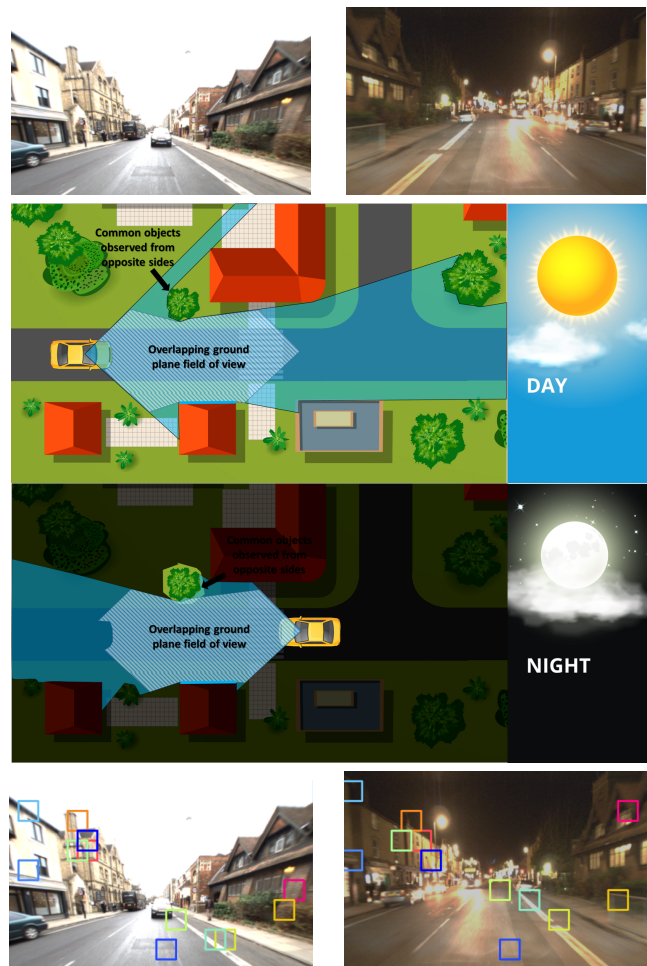 Common objects
observed from
opposite sides
Overlapping ground
plane field of view
DAY
Common objects
observed from
opposite sides
Overlapping ground
plane field of view
NIGHT